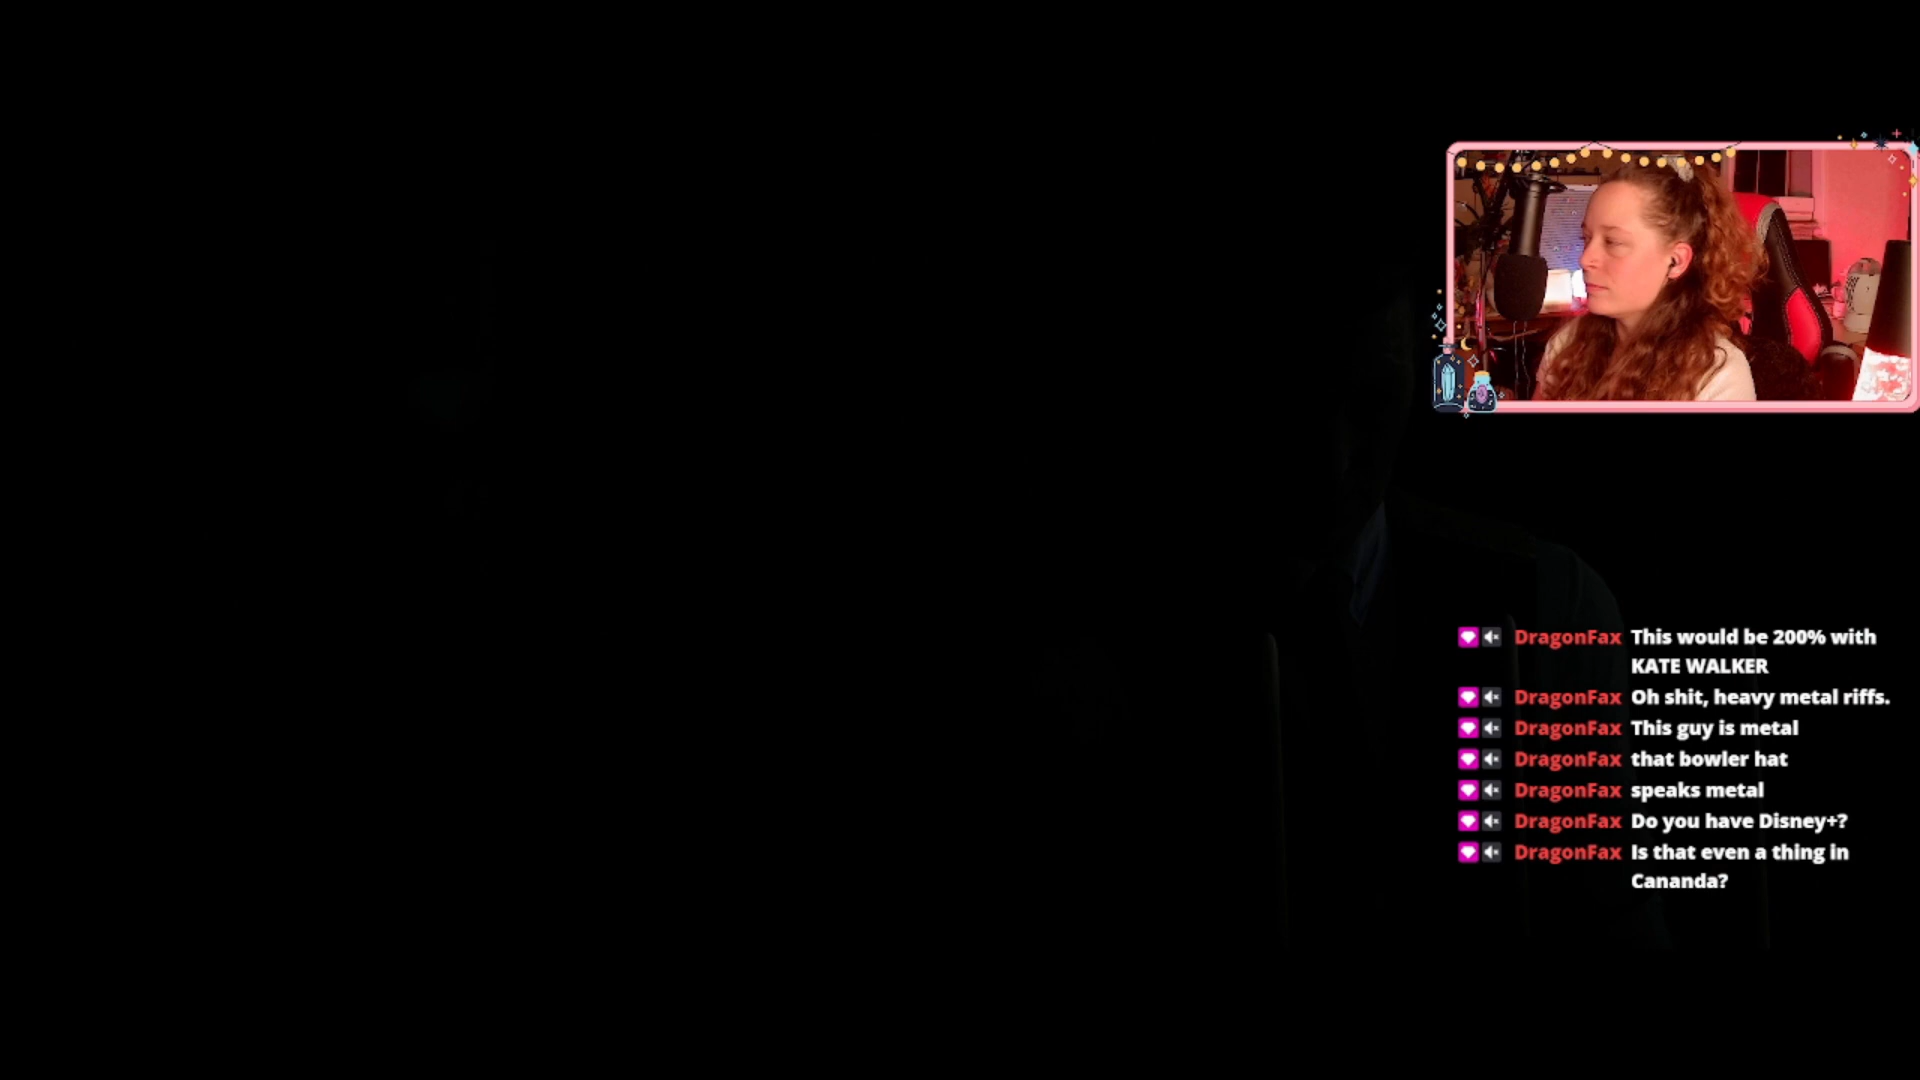 DragonFax This would be 200% with
KATE WALKER
DragonFax Oh shit, heavy metal riffs.
DragonFax This guy is metal
DragonFax that bowler hat
DragonFax speaks metal
DragonFax Do you have Disney+?
DragonFax Is that even a thing in
Cananda?